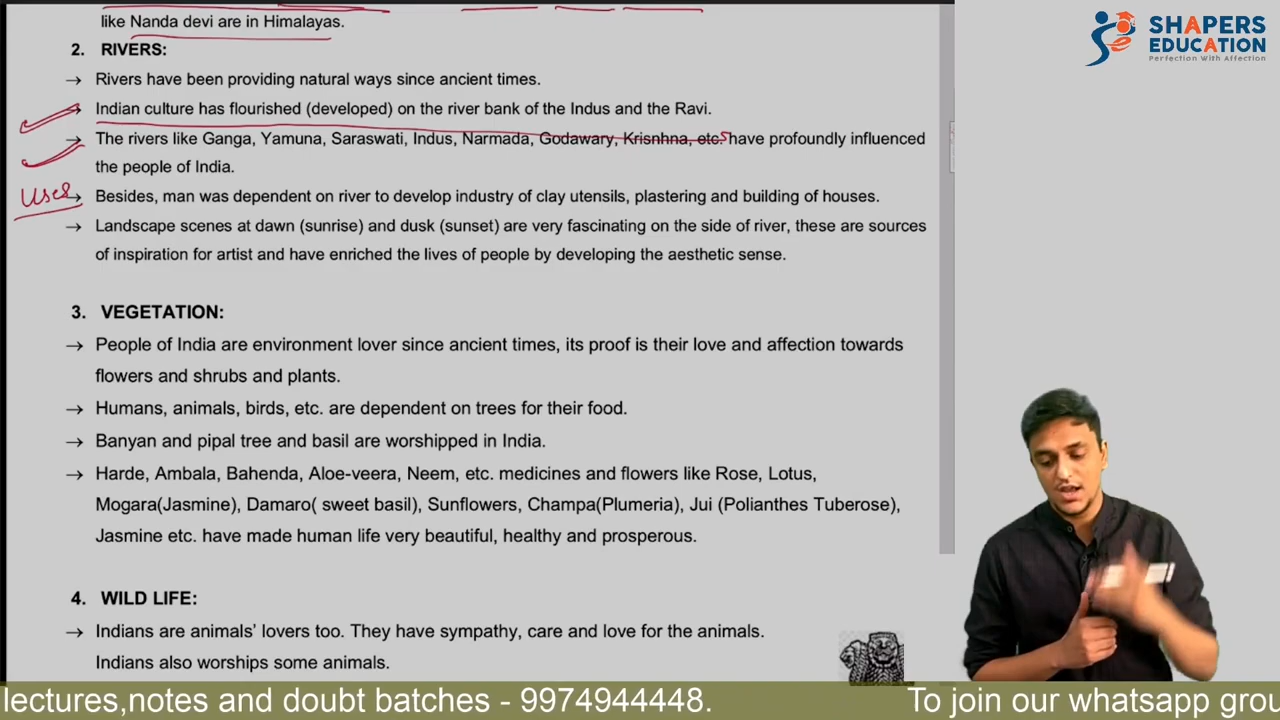 like Nanda devi are in Himalayas.
2. RIVERS:
→ Rivers have been providing natural ways since ancient times.
→ Indian culture has flourished (developed) on the river bank of the Indus and the Ravi.
→ The rivers like Ganga, Yamuna, Saraswati, Indus, Narmada, Godawary, Krisnhna, etc. have profoundly influenced
the people of India.
Uses
→ Besides, man was dependent on river to develop industry of clay utensils, plastering and building of houses.
→ Landscape scenes at dawn (sunrise) and dusk (sunset) are very fascinating on the side of river, these are sources
of inspiration for artist and have enriched the lives of people by developing the aesthetic sense.
3. VEGETATION:
→ People of India are environment lover since ancient times, its proof is their love and affection towards
flowers and shrubs and plants.
→ Humans, animals, birds, etc. are dependent on trees for their food.
→ Banyan and pipal tree and basil are worshipped in India.
→ Harde, Ambala, Bahenda, Aloe-veera, Neem, etc. medicines and flowers like Rose, Lotus,
Mogara(Jasmine), Damaro( sweet basil), Sunflowers, Champa(Plumeria), Jui (Polianthes Tuberose),
Jasmine etc. have made human life very beautiful, healthy and prosperous.
4. WILD LIFE:
→ Indians are animals' lovers too. They have sympathy, care and love for the animals.
Indians also worships some animals.
SHAPERS
EDUCATION
Perfection With Affection
lectures,notes and doubt batches - 9974944448.
To join our whatsapp grou